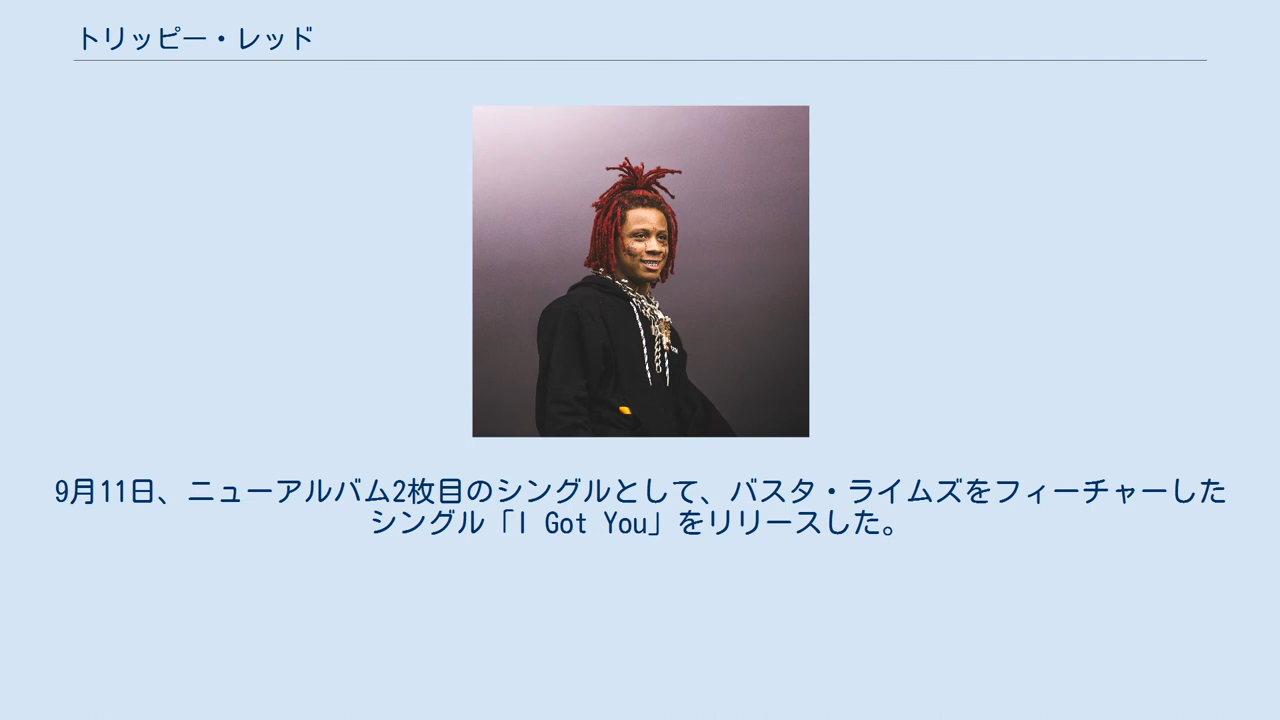 トリッピー・レッド
9月11日、ニューアルバム2枚目のシングルとして、バスタ・ライムズをフィーチャーした
シングル「I Got You」をリリースした。